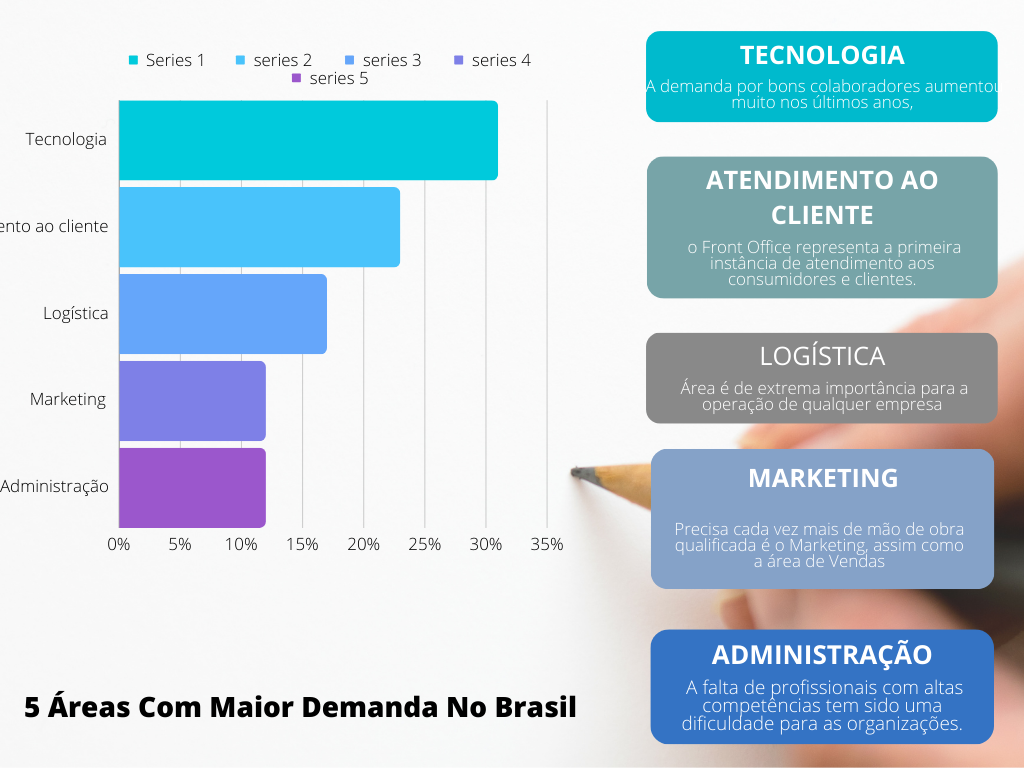 Series 1 series 2 series 3 series 4
series 5
Tecnologia
ao cliente
Logística
Marketing
Administração
0% 5% 10% 15% 20% 25% 30% 35%
5 Áreas Com Maior Demanda No Brasil
TECNOLOGIA
A demanda por bons colaboradores aumentou
muito nos últimos anos,
ATENDIMENTO AO
CLIENTE
o Front Office representa a primeira
instância de atendimento aos
consumidores e clientes.
LOGÍSTICA
Área é de extrema importância para a
operação de qualquer empresa
MARKETING
Precisa cada vez mais de mão de obra
qualificada é o Marketing, assim como
a área de Vendas
ADMINISTRAÇÃO
A falta de profissionais com altas
competências tem sido uma
dificuldade para as organizações.